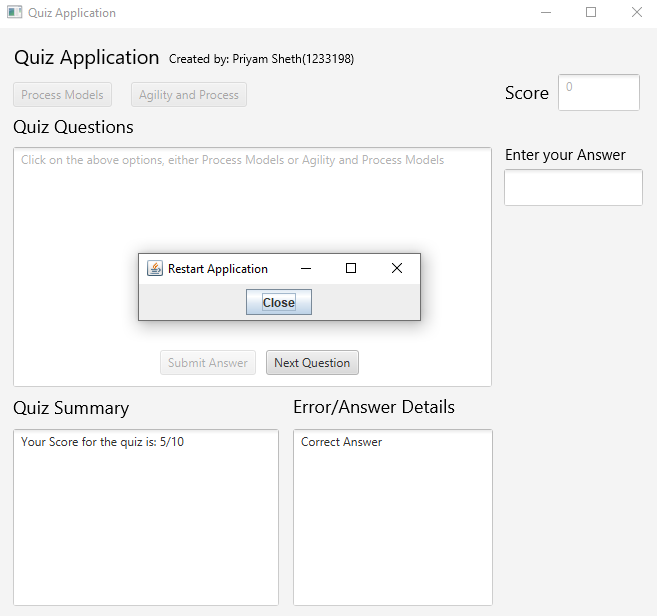 Quiz Application
Quiz Application Created by: Priyam Sheth(1233198)
Process Models Agility and Process
Score 0
Quiz Questions
Click on the above options, either Process Models or Agility and Process Models
Enter your Answer
Restart Application
Close
Submit Answer Next Question
Quiz Summary
Your Score for the quiz is: 5/10
Error/Answer Details
Correct Answer